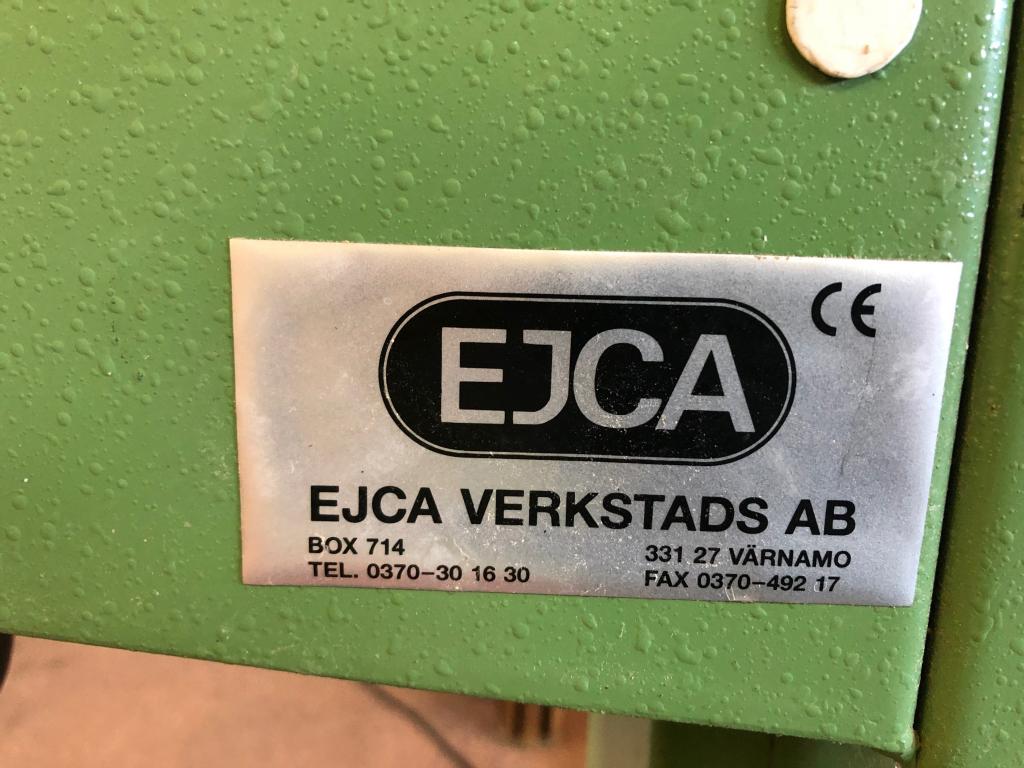 CE
EJCA
EJCA VERKSTADS AB
BOX 714 331 27 VÄRNAMO
TEL. 0370-30 16 30 FAX 0370-492 17